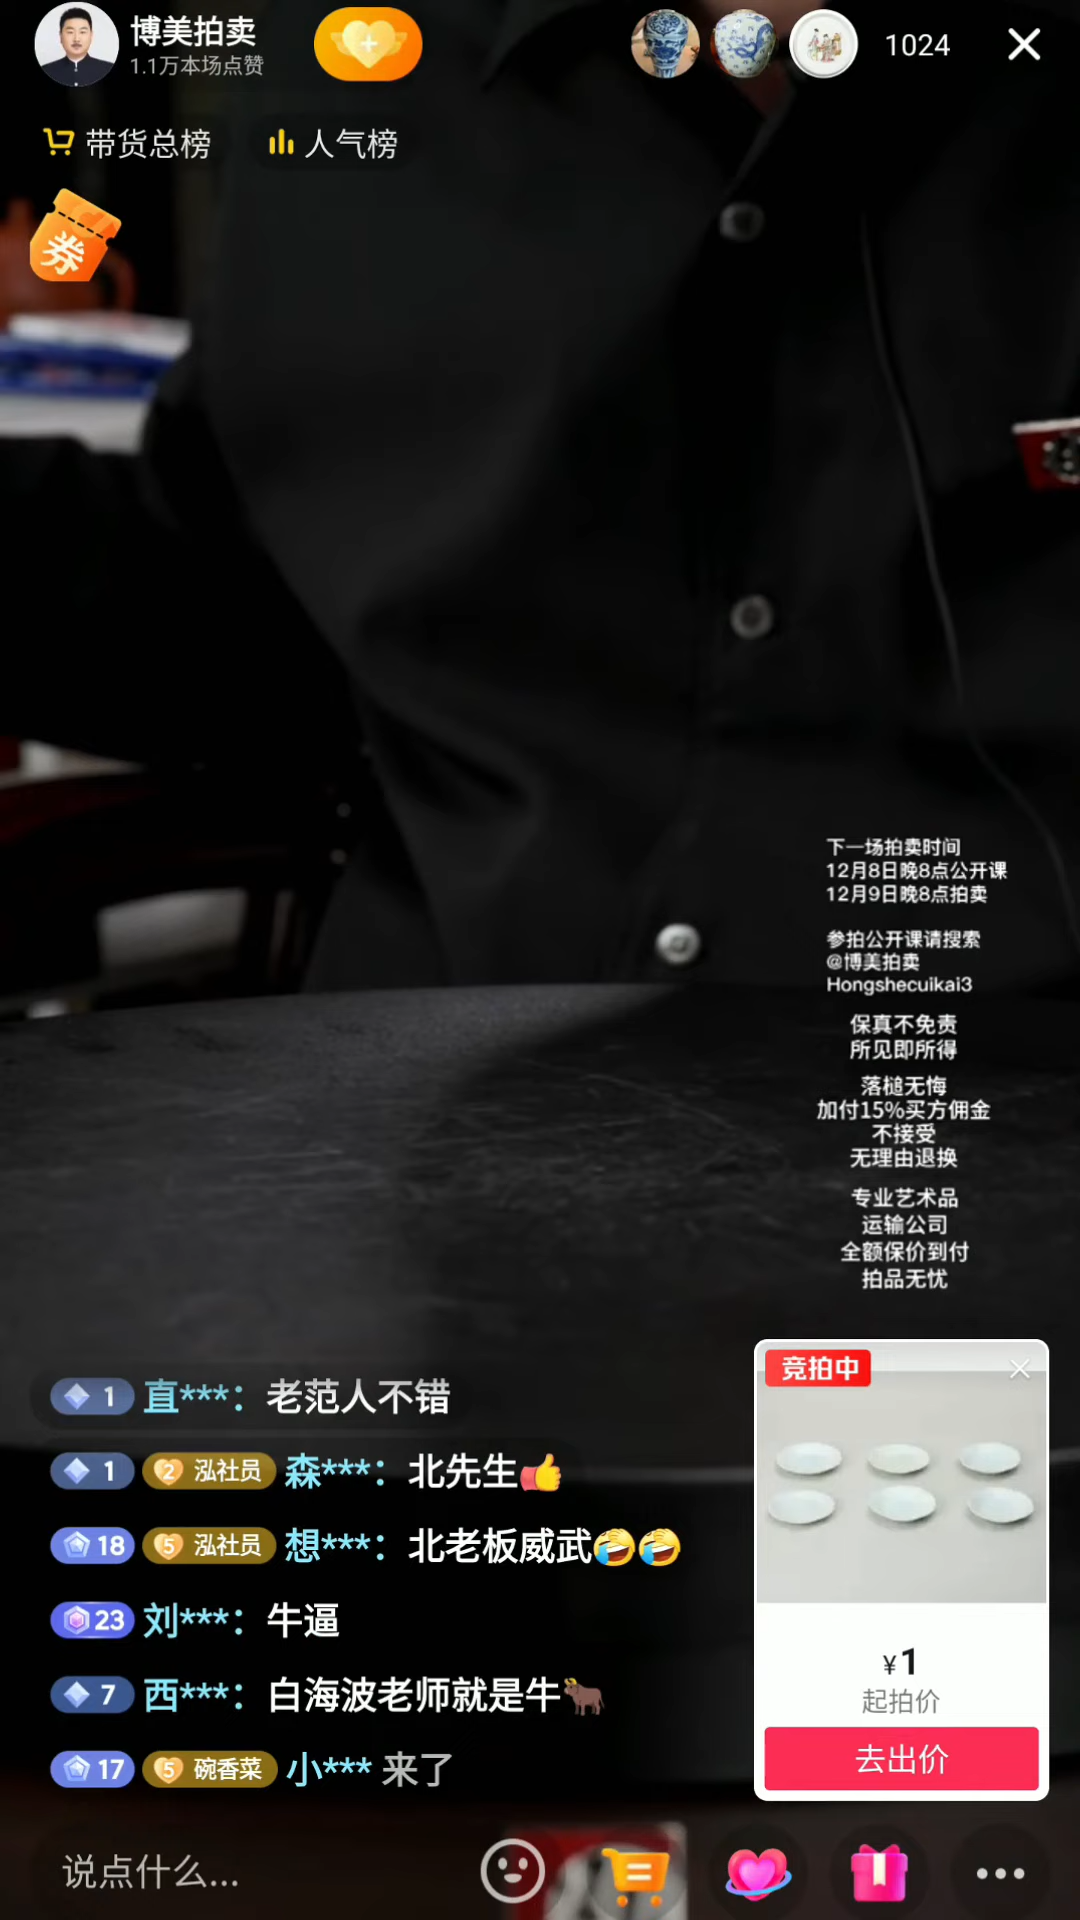 博美拍卖
1.1万本场点赞
1024
带货总榜
人气榜
券
下一场拍卖时间
12月8日晚8点公开课
12月9日晚8点拍卖
参拍公开课请搜索
@博美拍卖
Hongshecuikai3
保真不免责
所见即所得
落槌无悔
加付15%买方佣金
不接受
无理由退换
专业艺术品
运输公司
全额保价到付
拍品无忧
竞拍中
¥1
起拍价
去出价
1 直***：老范人不错
1 2 泓社员 森***：北先生👍
18 5 泓社员 想***：北老板威武😂😂
23 刘***：牛逼
7 西***：白海波老师就是牛🐂
17 5 碗香菜 小*** 来了
说点什么...